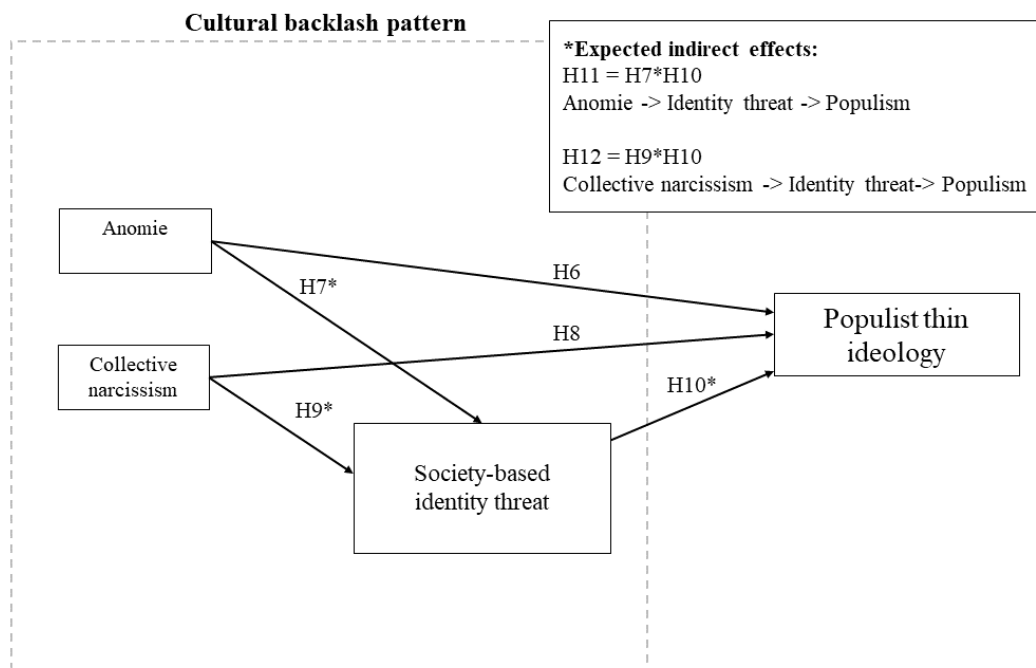 Cultural backlash pattern
*Expected indirect effects:
H11 = H7*H10
Anomie -> Identity threat -> Populism
H12 = H9*H10
Collective narcissism -> Identity threat-> Populism
Anomie
H6
H7*
Populist thin
ideology
H8
Collective
narcissism
H10*
H9*
Society-based
identity threat